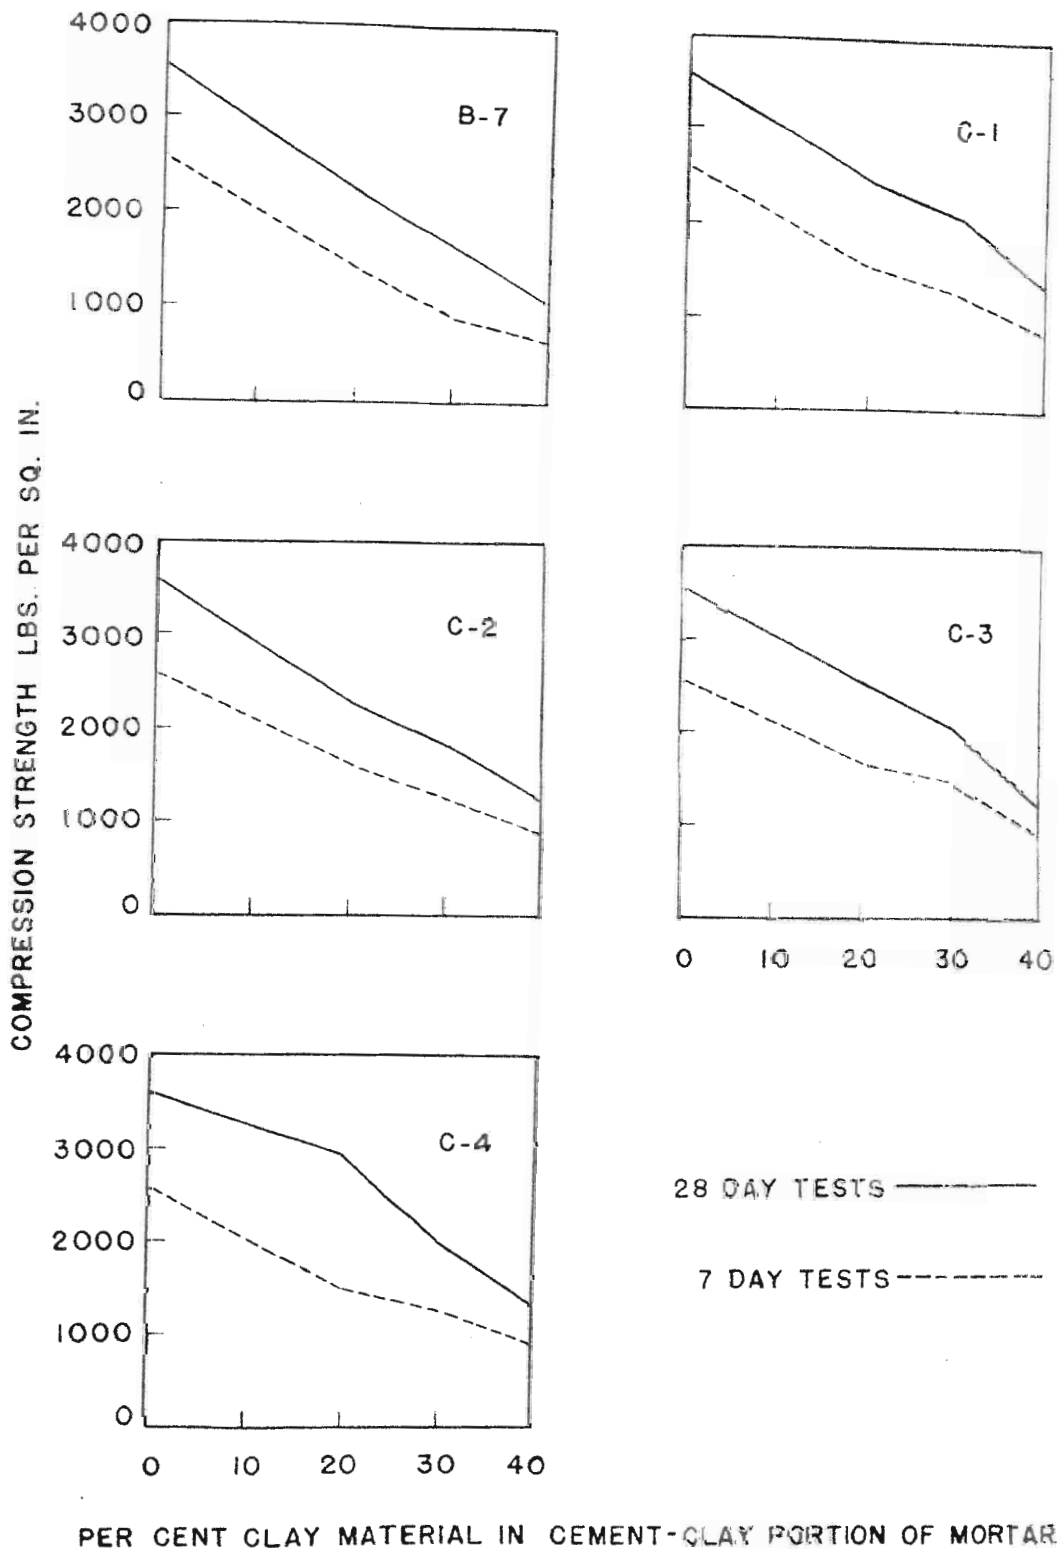 4000
3000
2000
1000
0
B-7
C-1
COMPRESSION STRENGTH LBS. PER SQ. IN.
4000
3000
2000
1000
0
C-2
C-3
0 10 20 30 40
4000
3000
2000
1000
0
C-4
0 10 20 30 40
28 DAY TESTS
7 DAY TESTS
PER CENT CLAY MATERIAL IN CEMENT-CLAY PORTION OF MORTAR